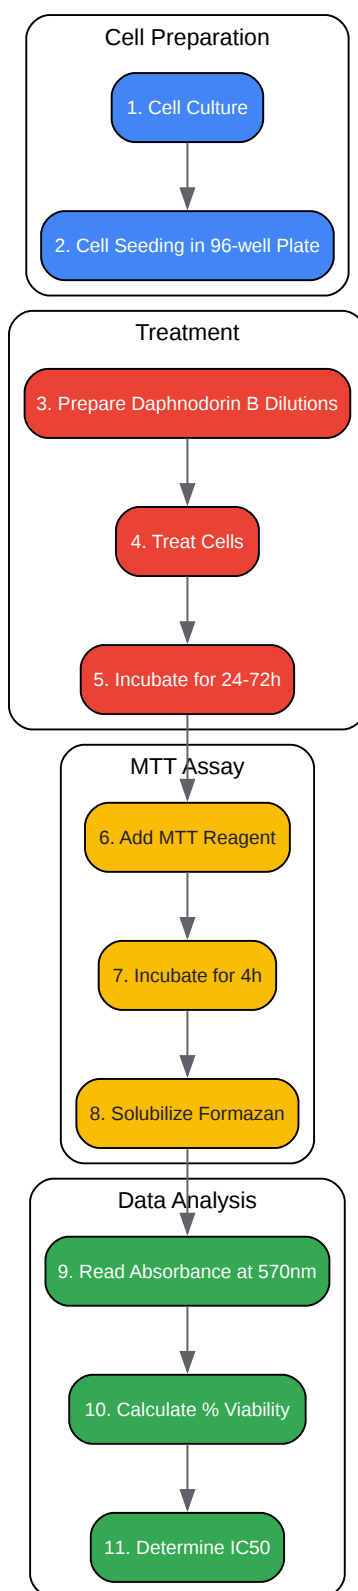 Cell Preparation
1. Cell Culture
2. Cell Seeding in 96-well Plate
Treatment
3. Prepare Daphnodorin B Dilutions
4. Treat Cells
5. Incubate for 24-72h
MTT Assay
6. Add MTT Reagent
7. Incubate for 4h
8. Solubilize Formazan
Data Analysis
9. Read Absorbance at 570nm
10. Calculate % Viability
11. Determine IC50